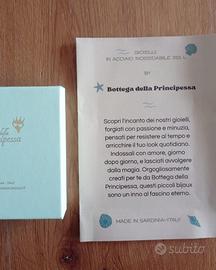 GIOIELLI
IN ACCIAIO INOSSIDABILE 316 L
BY
Bottega della Principessa
Scopri l'incanto dei nostri gioielli,
forgiati con passione e minuzia,
pensati per resistere al tempo e
arricchire il tuo look quotidiano.
Indossali con amore, giorno
dopo giorno, e lasciati avvolgere
dalla magia. Orgogliosamente
creati per te da Bottega della
Principessa, questi piccoli bijoux
sono un inno al fascino eterno.
MADE IN SARDINIA-ITALY
subito